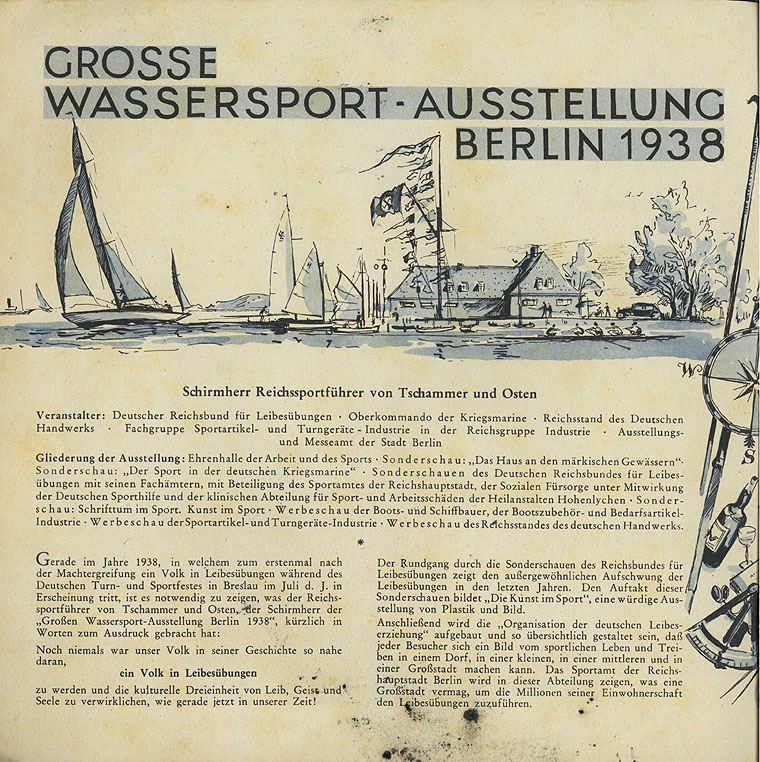 GROSSE
WASSERSPORT-AUSSTELLUNG
BERLIN 1938
Schirmherr Reichssportführer von Tschammer und Osten
Veranstalter: Deutscher Reichsbund für Leibesübungen · Oberkommando der Kriegsmarine · Reichsstand des Deutschen
Handwerks · Fachgruppe Sportartikel- und Turngeräte-Industrie in der Reichsgruppe Industrie · Ausstellungs-
und Messeamt der Stadt Berlin
Gliederung der Ausstellung: Ehrenhalle der Arbeit und des Sports · Sonderschau: „Das Haus an den märkischen Gewässern“ ·
Sonderschau: „Der Sport in der deutschen Kriegsmarine“ · Sonderschauen des Deutschen Reichsbundes für Leibes-
übungen mit seinen Fachämtern, mit Beteiligung des Sportamtes der Reichshauptstadt, der Sozialen Fürsorge unter Mitwirkung
der Deutschen Sporthilfe und der klinischen Abteilung für Sport- und Arbeitsschäden der Heilanstalten Hohenlychen · Sonder-
schau: Schrifttum im Sport. Kunst im Sport · Werbeschau der Boots- und Schiffbauer, der Bootszubehör- und Bedarfsartikel-
Industrie · Werbeschau der Sportartikel- und Turngeräte-Industrie · Werbeschau des Reichsstandes des deutschen Handwerks.
*
Gerade im Jahre 1938, in welchem zum erstenmal nach
der Machtergreifung ein Volk in Leibesübungen während des
Deutschen Turn- und Sportfestes in Breslau im Juli d. J. in
Erscheinung tritt, ist es notwendig zu zeigen, was der Reichs-
sportführer von Tschammer und Osten, der Schirmherr der
„Großen Wassersport-Ausstellung Berlin 1938“, kürzlich in
Worten zum Ausdruck gebracht hat:
Noch niemals war unser Volk in seiner Geschichte so nahe
daran,
ein Volk in Leibesübungen
zu werden und die kulturelle Dreieinheit von Leib, Geist und
Seele zu verwirklichen, wie gerade jetzt in unserer Zeit!
Der Rundgang durch die Sonderschauen des Reichsbundes für
Leibesübungen zeigt den außergewöhnlichen Aufschwung der
Leibesübungen in den letzten Jahren. Den Auftakt dieser
Sonderschauen bildet „Die Kunst im Sport“, eine würdige Aus-
stellung von Plastik und Bild.
Anschließend wird die „Organisation der deutschen Leibes-
erziehung“ aufgebaut und so übersichtlich gestaltet sein, daß
jeder Besucher sich ein Bild vom sportlichen Leben und Trei-
ben in einem Dorf, in einer kleinen, in einer mittleren und in
einer Großstadt machen kann. Das Sportamt der Reichs-
hauptstadt Berlin wird in dieser Abteilung zeigen, was eine
Großstadt vermag, um die Millionen seiner Einwohnerschaft
den Leibesübungen zuzuführen.
W
S